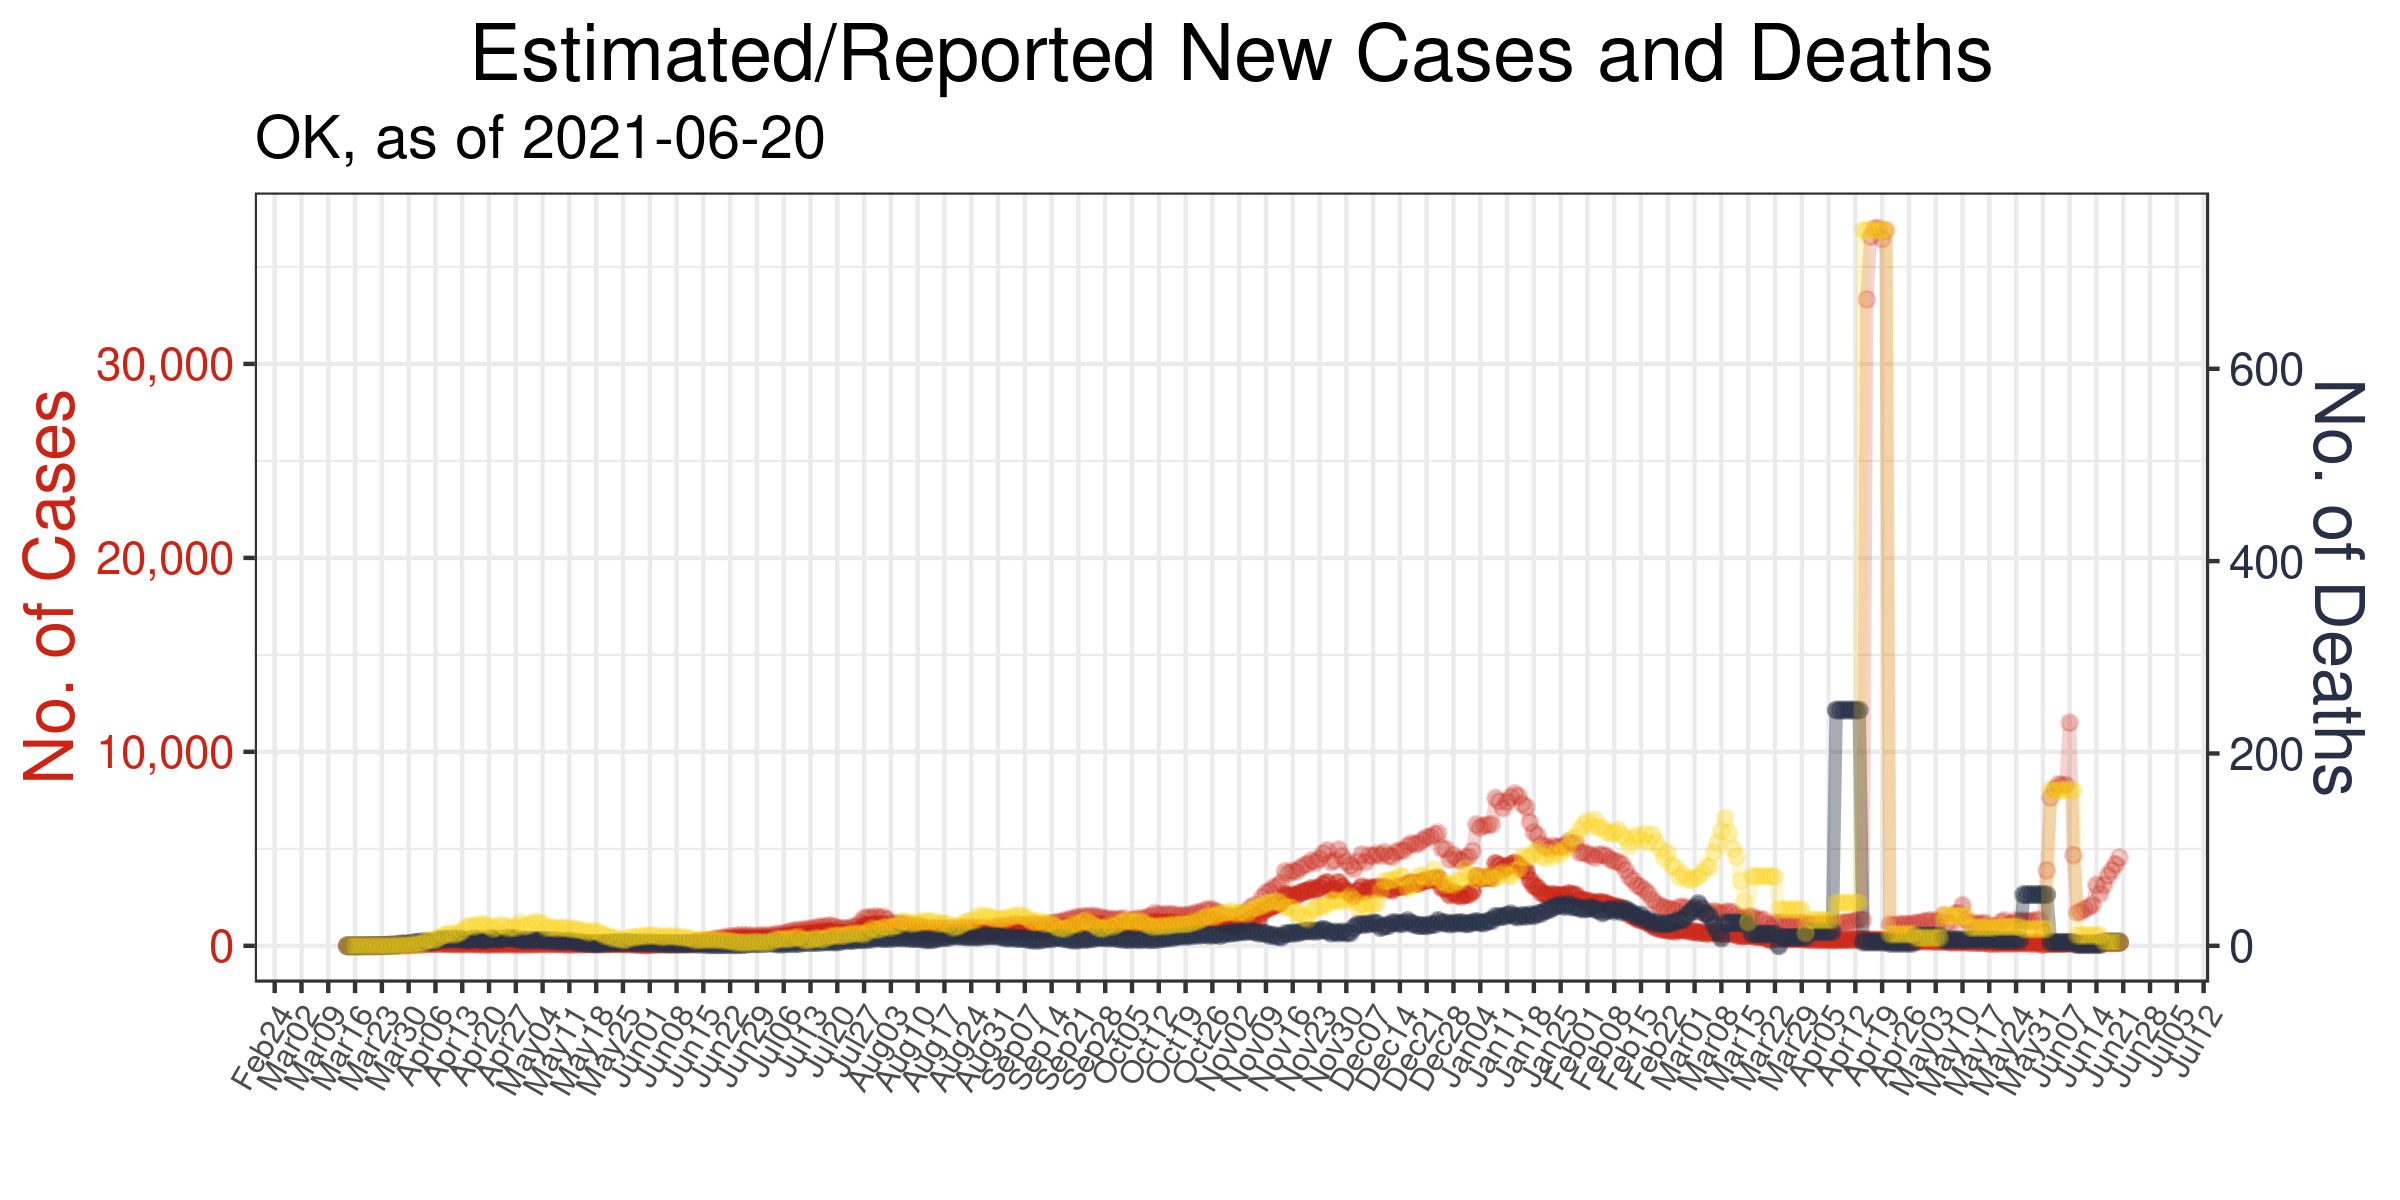 Estimated/Reported New Cases and Deaths
OK, as of 2021-06-20
No. of Cases
30,000
20,000
10,000
0
600
400
200
0
No. of Deaths
Feb24 Mar02 Mar09 Mar16 Mar23 Mar30 Apr06 Apr13 Apr20 Apr27 May04 May11 May18 May25 Jun01 Jun08 Jun15 Jun22 Jun29 Jul06 Jul13 Jul20 Jul27 Aug03 Aug10 Aug17 Aug24 Aug31 Sep07 Sep14 Sep21 Sep28 Oct05 Oct12 Oct19 Oct26 Nov02 Nov09 Nov16 Nov23 Nov30 Dec07 Dec14 Dec21 Dec28 Jan04 Jan11 Jan18 Jan25 Feb01 Feb08 Feb15 Feb22 Mar01 Mar08 Mar15 Mar22 Mar29 Apr05 Apr12 Apr19 Apr26 May03 May10 May17 May24 May31 Jun07 Jun14 Jun21 Jun28 Jul05 Jul12